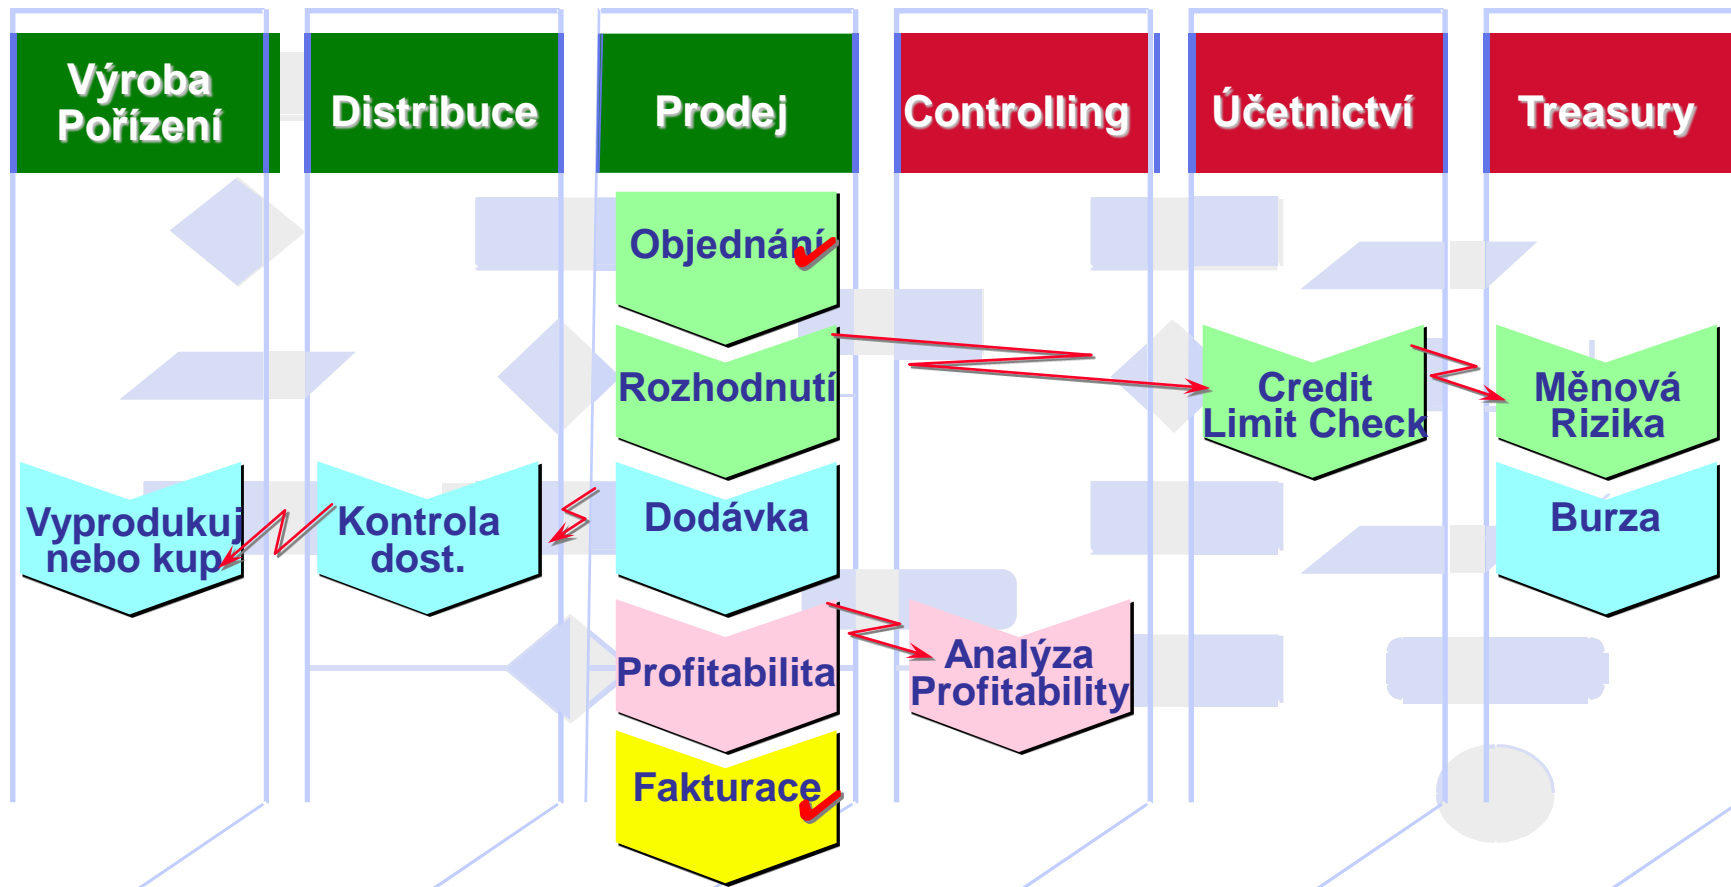 Výroba
Pořízení
Distribuce
Prodej
Controlling
Účetnictví
Treasury
Objednání
Rozhodnutí
Credit
Limit Check
Měnová
Rizika
Vyprodukuj
nebo kup
Kontrola
dost.
Dodávka
Burza
Profitabilita
Analýza
Profitability
Fakturace